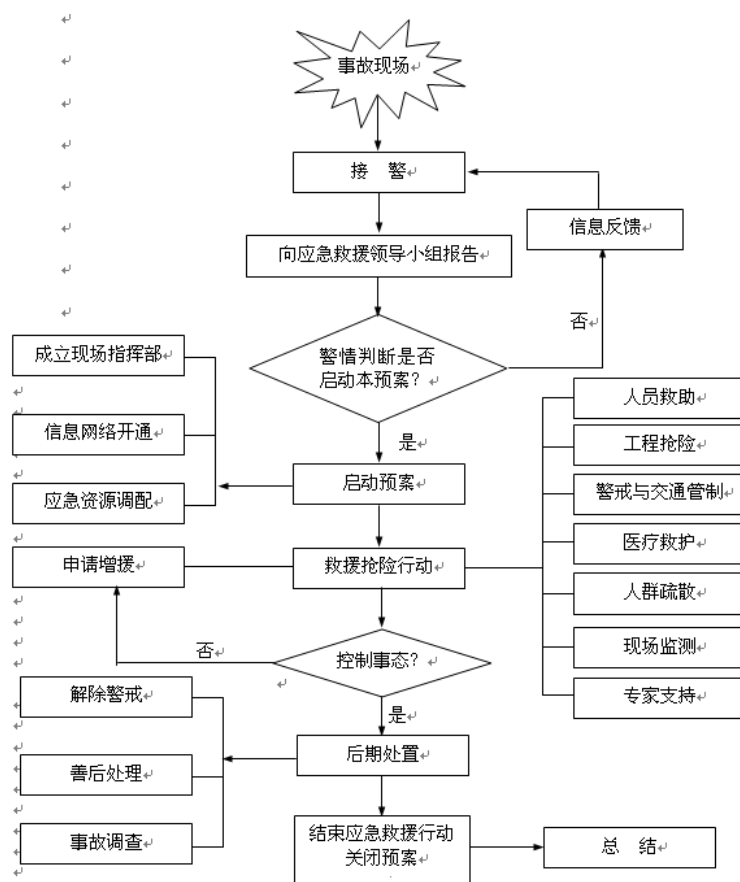 事故现场
接 警
信息反馈
向应急救援领导小组报告
否
成立现场指挥部
警情判断是否
启动本预案?
人员救助
信息网络开通
是
工程抢险
启动预案
应急资源调配
警戒与交通管制
申请增援
救援抢险行动
医疗救护
人群疏散
否
控制事态?
现场监测
解除警戒
专家支持
是
后期处置
善后处理
事故调查
结束应急救援行动
关闭预案
总 结